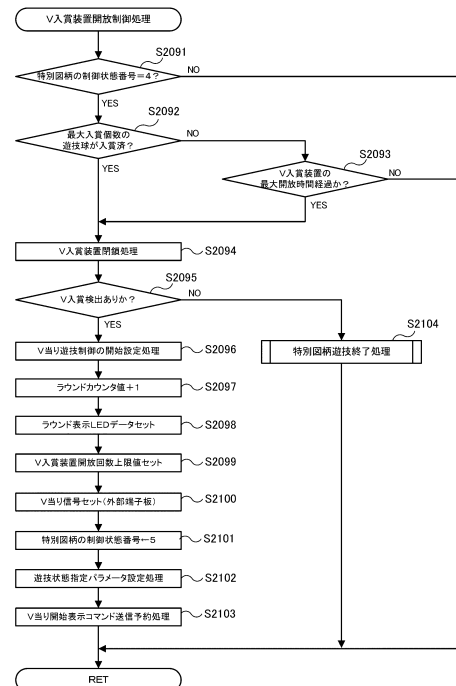 V入賞装置開放制御処理
S2091
特別図柄の制御状態番号=4?
NO
YES
S2092
最大入賞個数の
遊技球が入賞済?
NO
YES
S2093
V入賞装置の
最大開放時間経過か?
NO
YES
V入賞装置閉鎖処理
S2094
S2095
V入賞検出ありか?
NO
YES
S2104
特別図柄遊技終了処理
V当り遊技制御の開始設定処理
S2096
ラウンドカウンタ値+1
S2097
ラウンド表示LEDデータセット
S2098
V入賞装置開放回数上限値セット
S2099
V当り信号セット(外部端子板)
S2100
特別図柄の制御状態番号←5
S2101
遊技状態指定パラメータ設定処理
S2102
V当り開始表示コマンド送信予約処理
S2103
RET